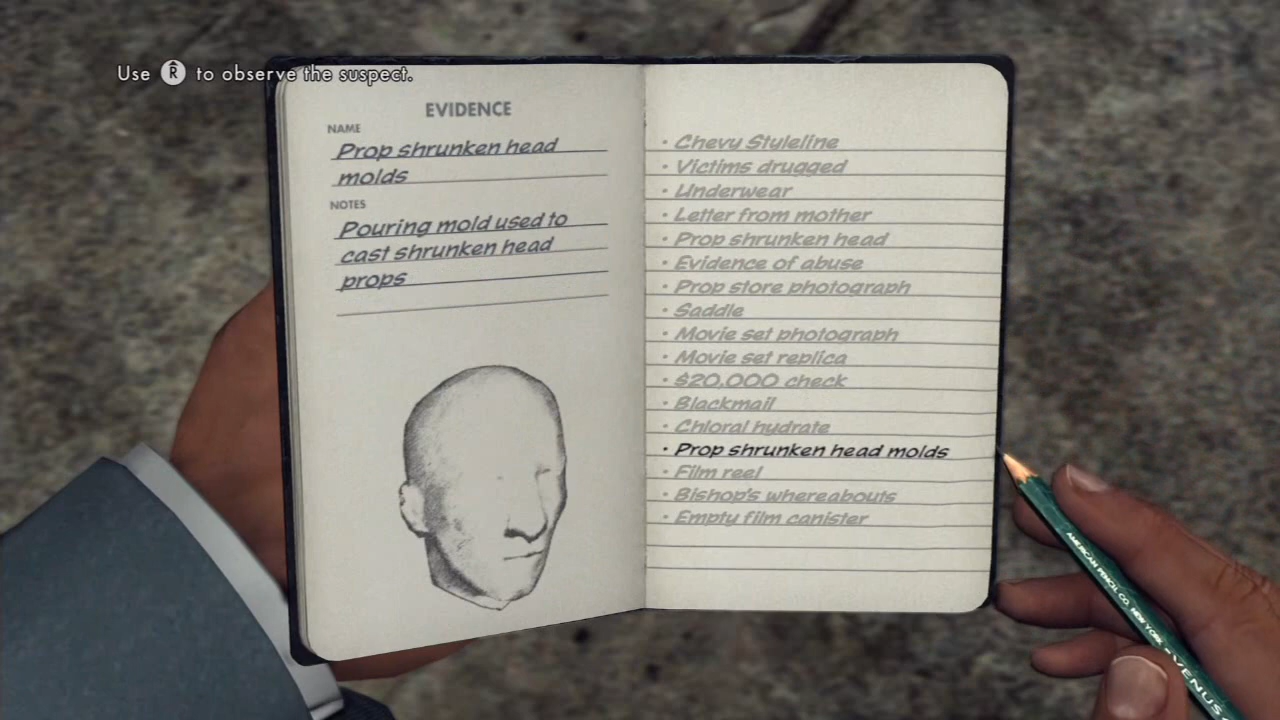 Use R to observe the suspect.
EVIDENCE
NAME
Prop shrunken head
molds
NOTES
Pouring mold used to
cast shrunken head
props
• Chevy Styleline
• Victims drugged
• Underwear
• Letter from mother
• Prop shrunken head
• Evidence of abuse
• Prop store photograph
• Saddle
• Movie set photograph
• Movie set replica
• $20,000 check
• Blackmail
• Chloral hydrate
• Prop shrunken head molds
• Film reel
• Bishop's whereabouts
• Empty film canister
AMERICAN PENCIL CO. NEW YORK
VENUS